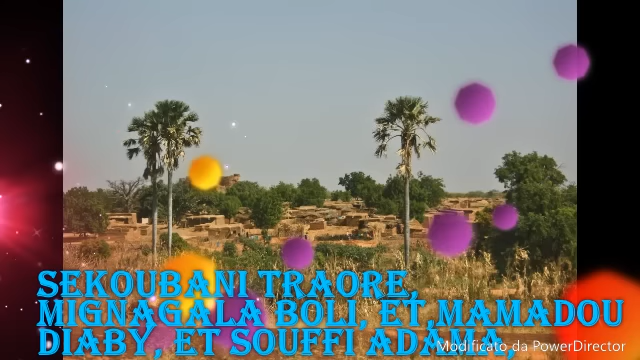 SEKOUBANI TRAORE,
MIGNAGALA BOLI, ET MAMADOU
DIABY, ET SOUFFI ADAMA
Modificato da PowerDirector